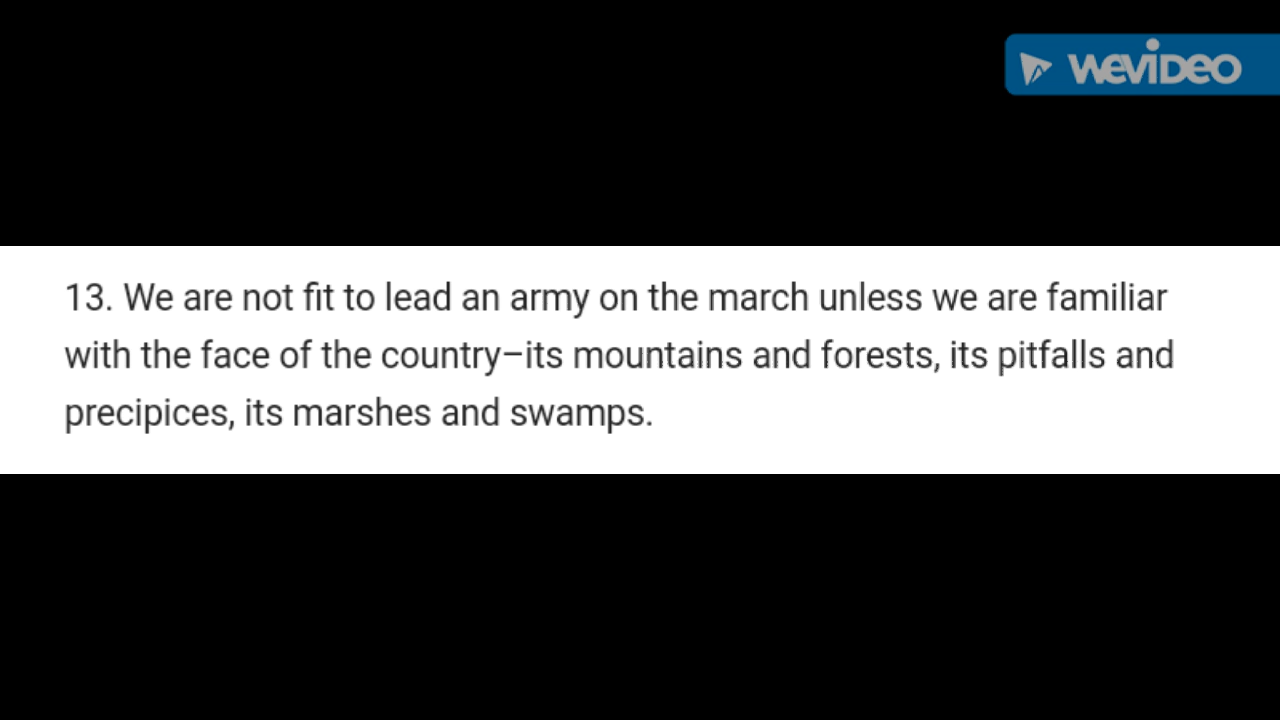 WeVideo
13. We are not fit to lead an army on the march unless we are familiar
with the face of the country–its mountains and forests, its pitfalls and
precipices, its marshes and swamps.